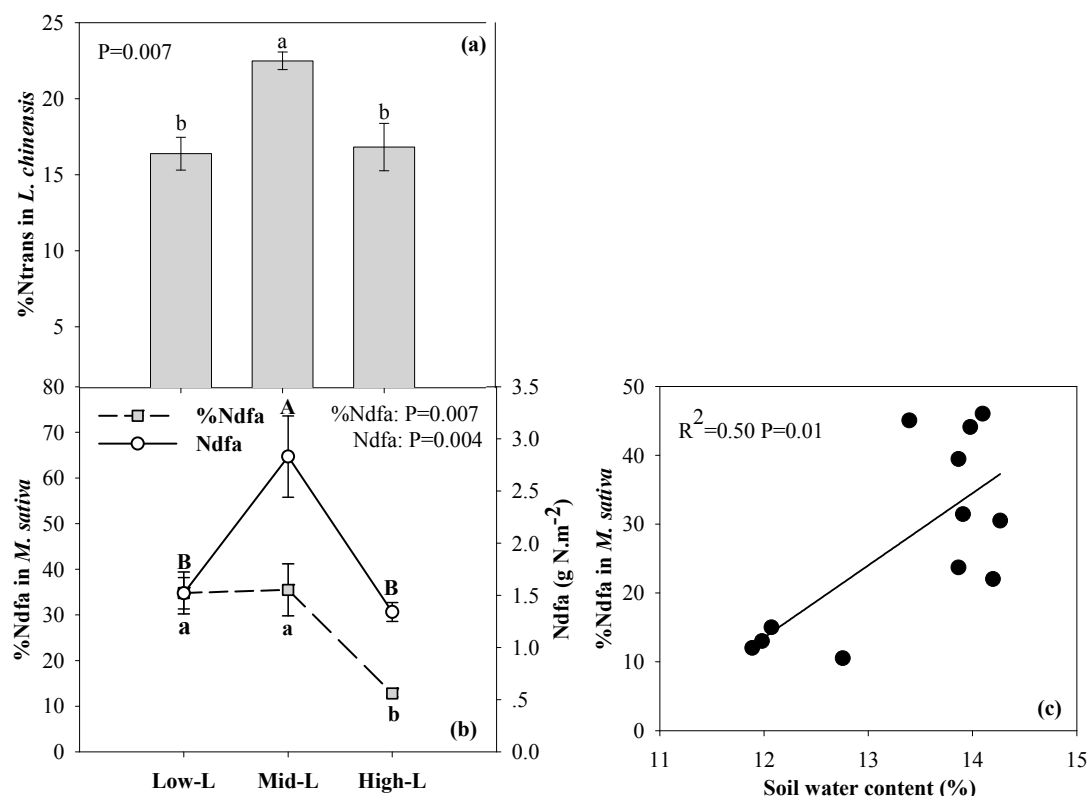 25
20
15
10
5
%Ntrans in L. chinensis
P=0.007
(a)
b
a
b
80
70
60
50
40
30
20
10
0
%Ndfa in M. sativa
%Ndfa
Ndfa
%Ndfa: P=0.007
Ndfa: P=0.004
B
A
B
a
a
b
(b)
3.5
3.0
2.5
2.0
1.5
1.0
.5
0.0
Ndfa (g N.m-2)
Low-L Mid-L High-L
50
40
30
20
10
0
%Ndfa in M. sativa
R2=0.50 P=0.01
(c)
11 12 13 14 15
Soil water content (%)